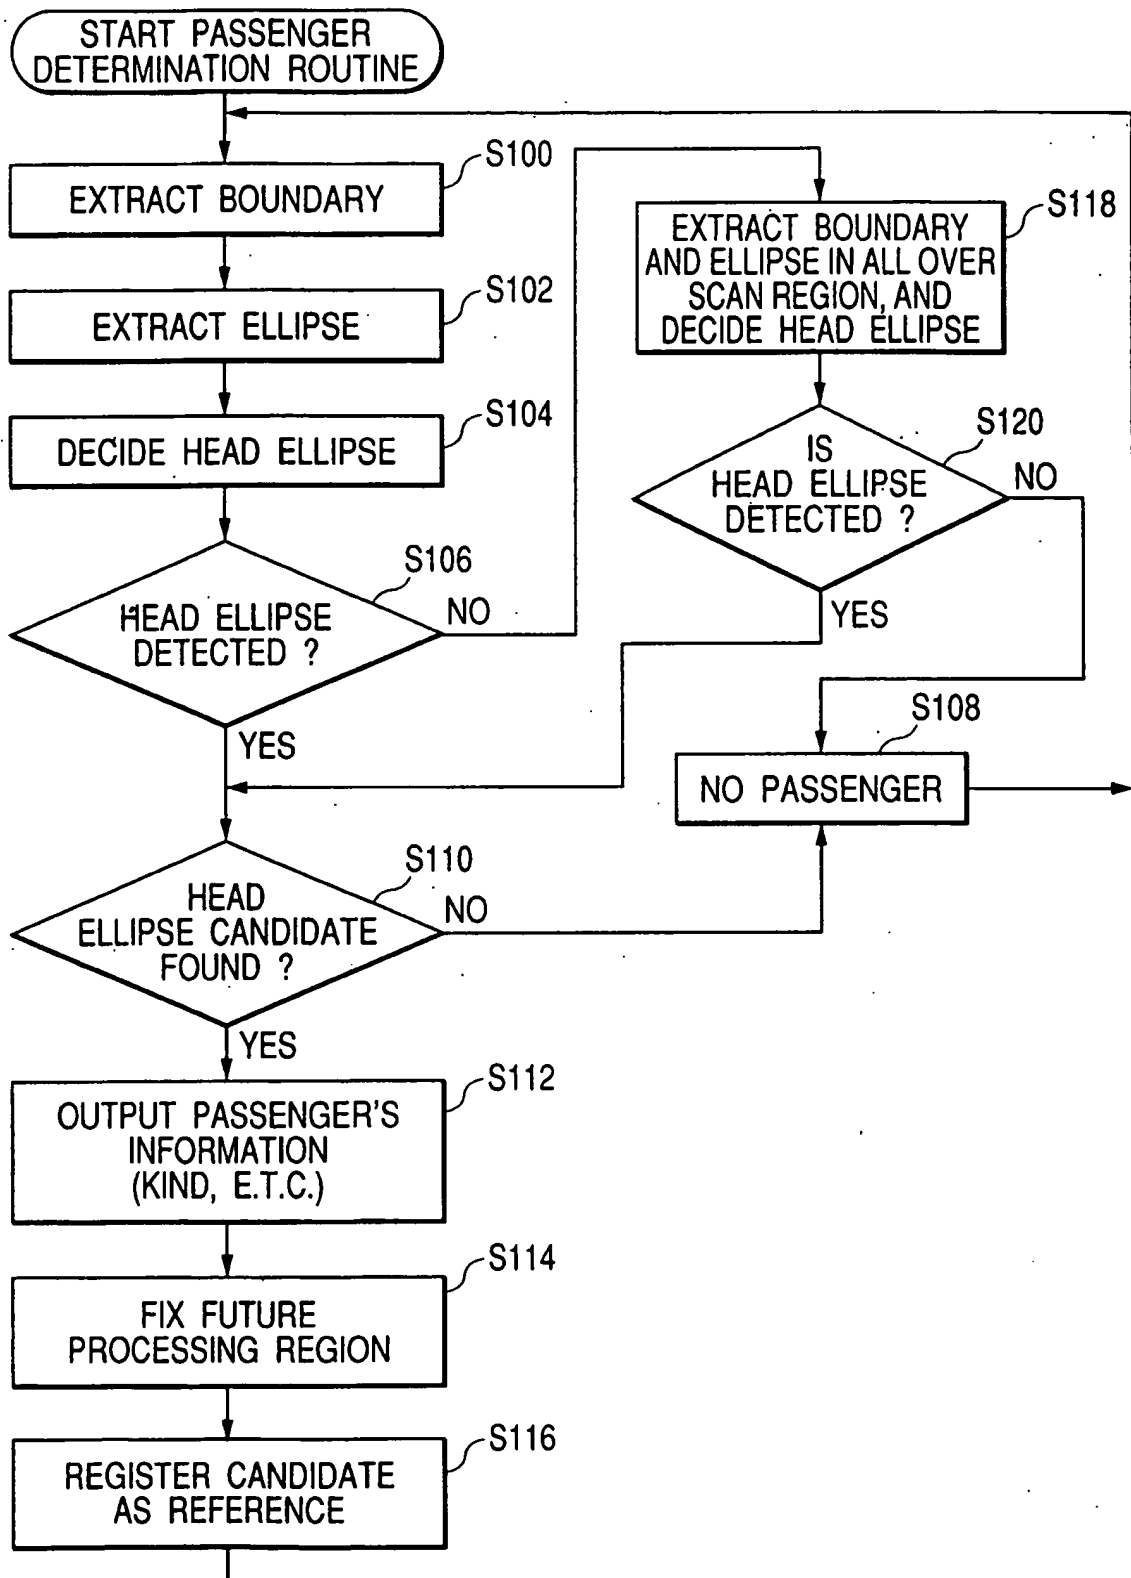 START PASSENGER
DETERMINATION ROUTINE
S100
EXTRACT BOUNDARY
S102
EXTRACT ELLIPSE
S104
DECIDE HEAD ELLIPSE
S106
HEAD ELLIPSE
DETECTED ?
NO
YES
S118
EXTRACT BOUNDARY
AND ELLIPSE IN ALL OVER
SCAN REGION, AND
DECIDE HEAD ELLIPSE
S120
IS
HEAD ELLIPSE
DETECTED ?
NO
YES
S108
NO PASSENGER
S110
HEAD
ELLIPSE CANDIDATE
FOUND ?
NO
YES
S112
OUTPUT PASSENGER'S
INFORMATION
(KIND, E.T.C.)
S114
FIX FUTURE
PROCESSING REGION
S116
REGISTER CANDIDATE
AS REFERENCE